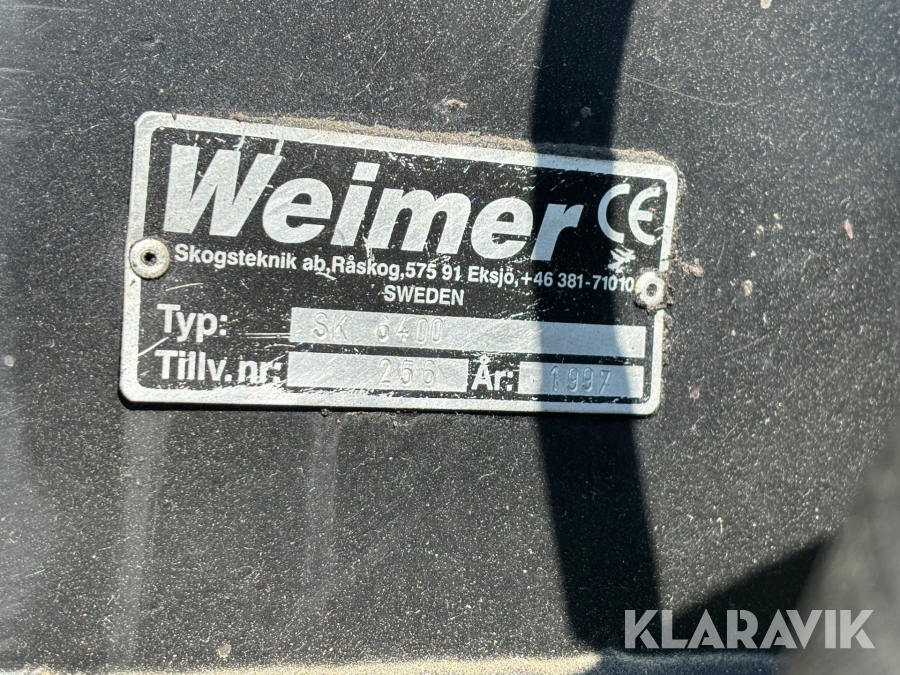 Weimer CE
Skogsteknik ab, Råskog, 575 91 Eksjö, +46 381-71010
SWEDEN
Typ: SK 6400
Tillv.nr: 266 År: 1997
KLARAVIK